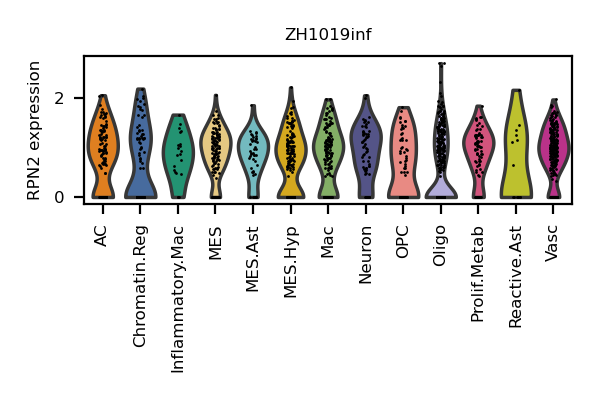 ZH1019inf
RPN2 expression
2
0
AC
Chromatin.Reg
Inflammatory.Mac
MES
MES.Ast
MES.Hyp
Mac
Neuron
OPC
Oligo
Prolif.Metab
Reactive.Ast
Vasc